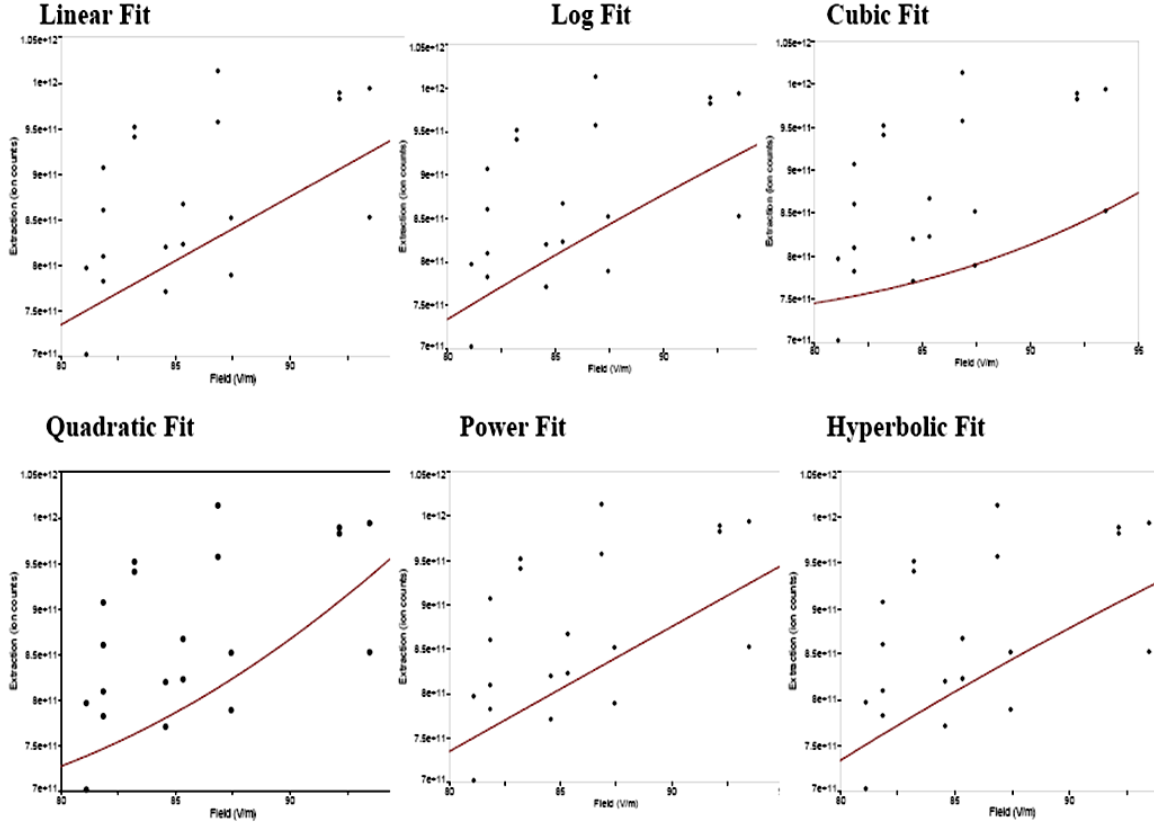 Linear Fit
1.05e+12
1e+12
9.5e+11
9e+11
8.5e+11
8e+11
7.5e+11
7e+11
80
85
90
Extraction (ion counts)
Field (V/m)
Log Fit
1.05e+12
1e+12
9.5e+11
9e+11
8.5e+11
8e+11
7.5e+11
7e+11
80
85
90
Extraction (ion counts)
Field (V/m)
Cubic Fit
1.05e+12
1e+12
9.5e+11
9e+11
8.5e+11
8e+11
7.5e+11
7e+11
80
85
90
95
Extraction (ion counts)
Field (V/m)
Quadratic Fit
1.05e+12
1e+12
9.5e+11
9e+11
8.5e+11
8e+11
7.5e+11
7e+11
80
85
90
Extraction (ion counts)
Field (V/m)
Power Fit
1.05e+12
1e+12
9.5e+11
9e+11
8.5e+11
8e+11
7.5e+11
7e+11
80
85
90
Extraction (ion counts)
Field (V/m)
Hyperbolic Fit
1.05e+12
1e+12
9.5e+11
9e+11
8.5e+11
8e+11
7.5e+11
7e+11
80
85
90
Extraction (ion counts)
Field (V/m)